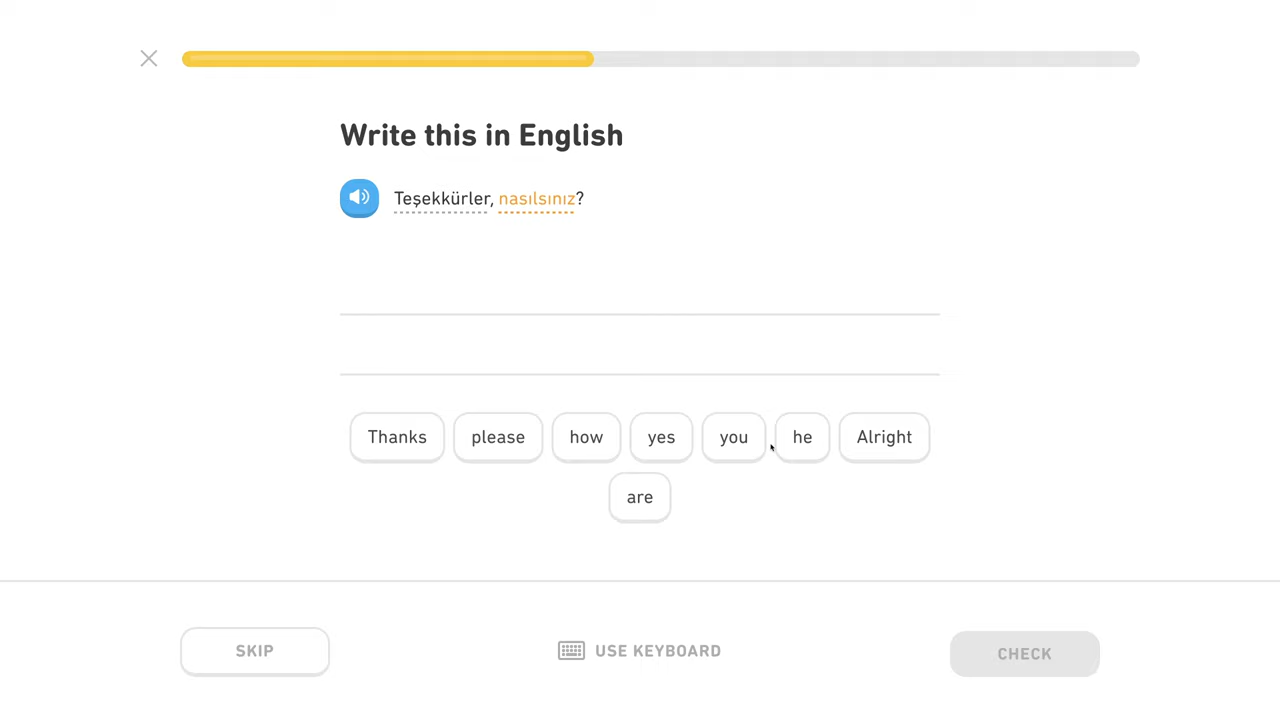 Write this in English
Teşekkürler, nasılsınız?
Thanks please how yes you he Alright
are
SKIP USE KEYBOARD CHECK